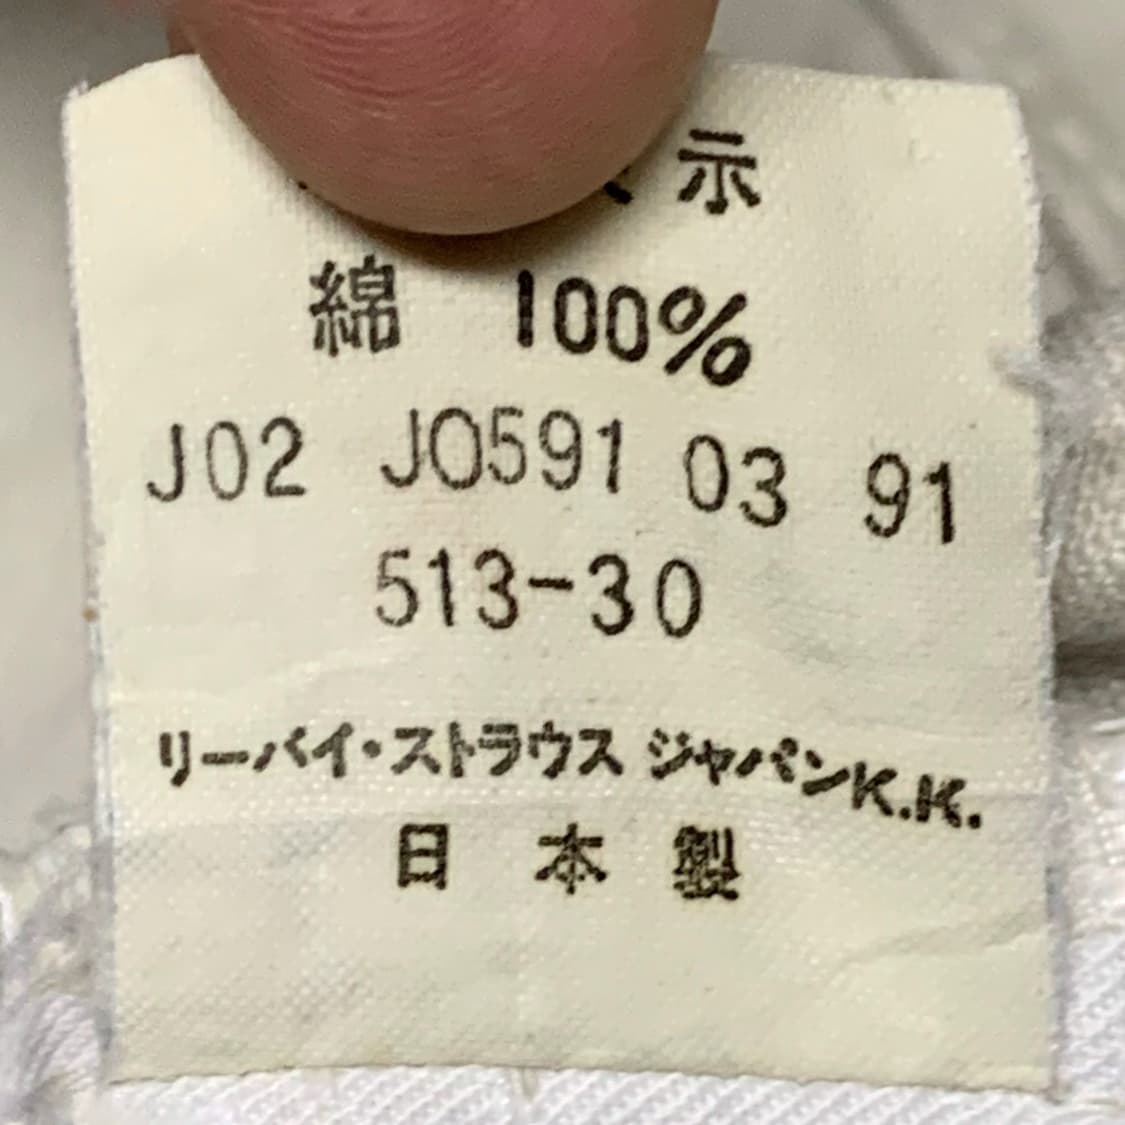 示
綿 100%
J02 J0591 03 91
513-30
リーバイ・ストラウス ジャパンK.K.
日本製